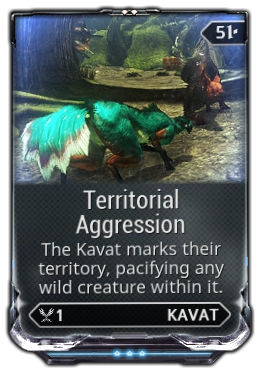 51
Territorial
Aggression
The Kavat marks their
territory, pacifying any
wild creature within it.
1 KAVAT